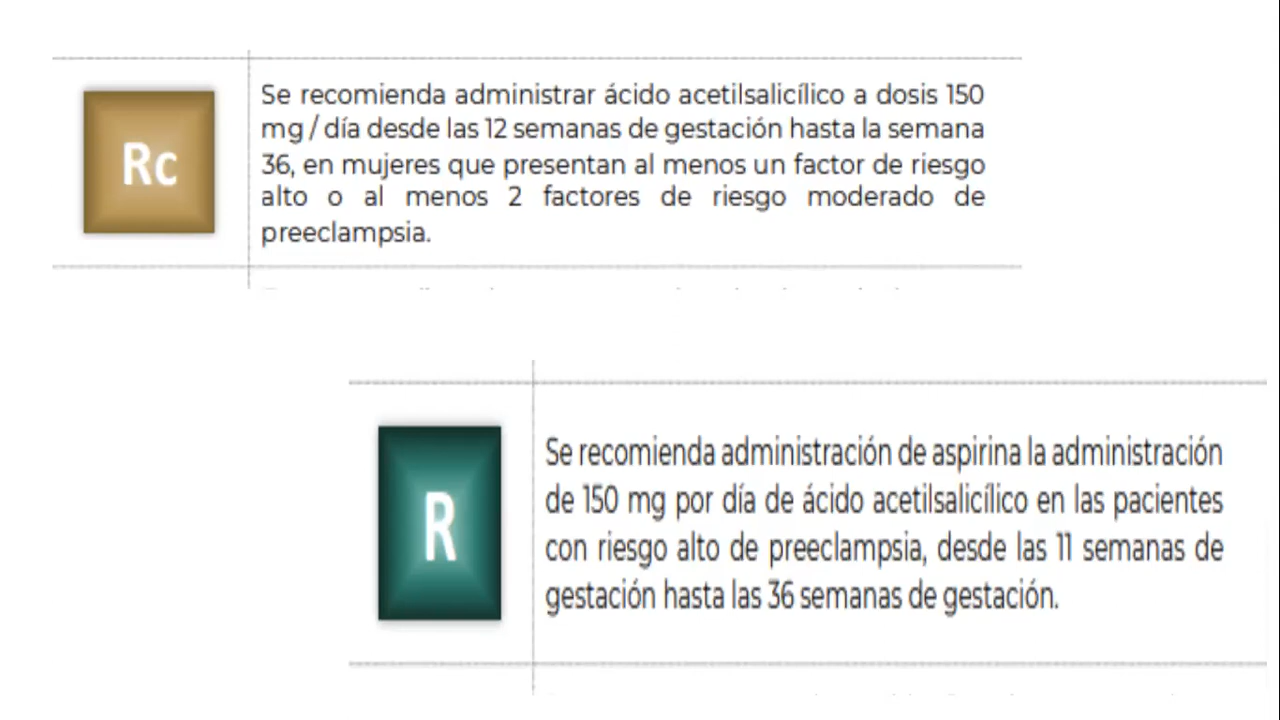 Rc
Se recomienda administrar ácido acetilsalicílico a dosis 150
mg / día desde las 12 semanas de gestación hasta la semana
36, en mujeres que presentan al menos un factor de riesgo
alto o al menos 2 factores de riesgo moderado de
preeclampsia.
R
Se recomienda administración de aspirina la administración
de 150 mg por día de ácido acetilsalicílico en las pacientes
con riesgo alto de preeclampsia, desde las 11 semanas de
gestación hasta las 36 semanas de gestación.